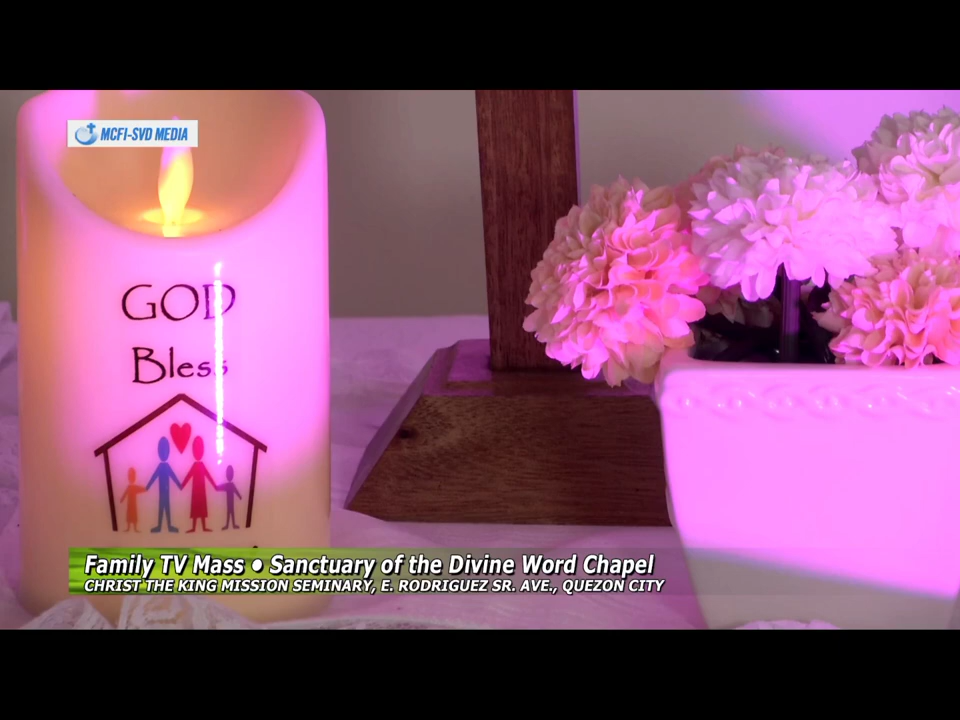 MCFI-SVD MEDIA
GOD
Bless
Family TV Mass • Sanctuary of the Divine Word Chapel
CHRIST THE KING MISSION SEMINARY, E. RODRIGUEZ SR. AVE., QUEZON CITY